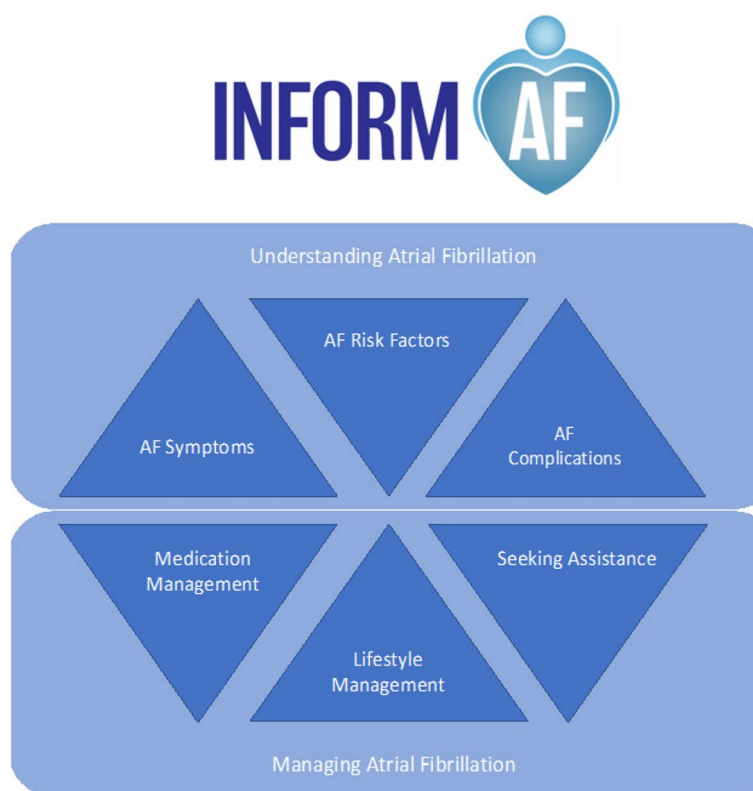 INFORM AF
Understanding Atrial Fibrillation
AF Risk Factors
AF Symptoms
AF
Complications
Medication
Management
Seeking Assistance
Lifestyle
Management
Managing Atrial Fibrillation